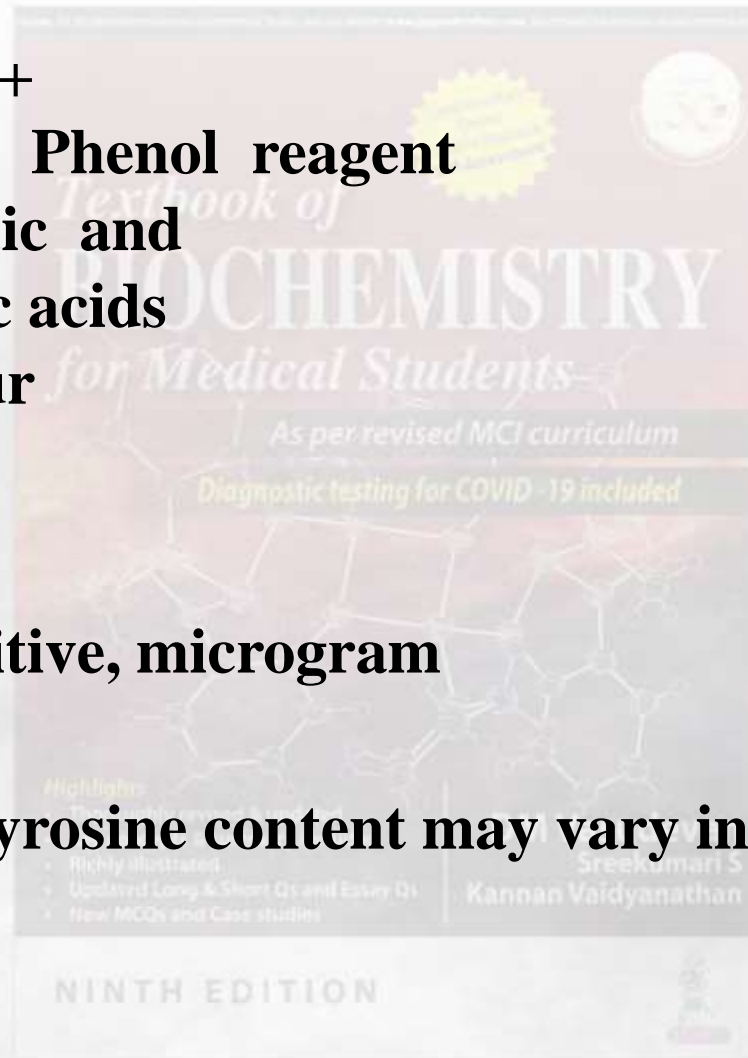 +
Phenol reagent
Textbook of
ic and
BIOCHEMISTRY
c acids
for Medical Students
ur
As per revised MCI curriculum
Diagnostic testing for COVID -19 included
itive, microgram
Highlights
yrosine content may vary in
• Richly illustrated
• Updated Long & Short Qs and Essay Qs
• New MCQs and Case studies
Sreekumari S
Kannan Vaidyanathan
NINTH EDITION